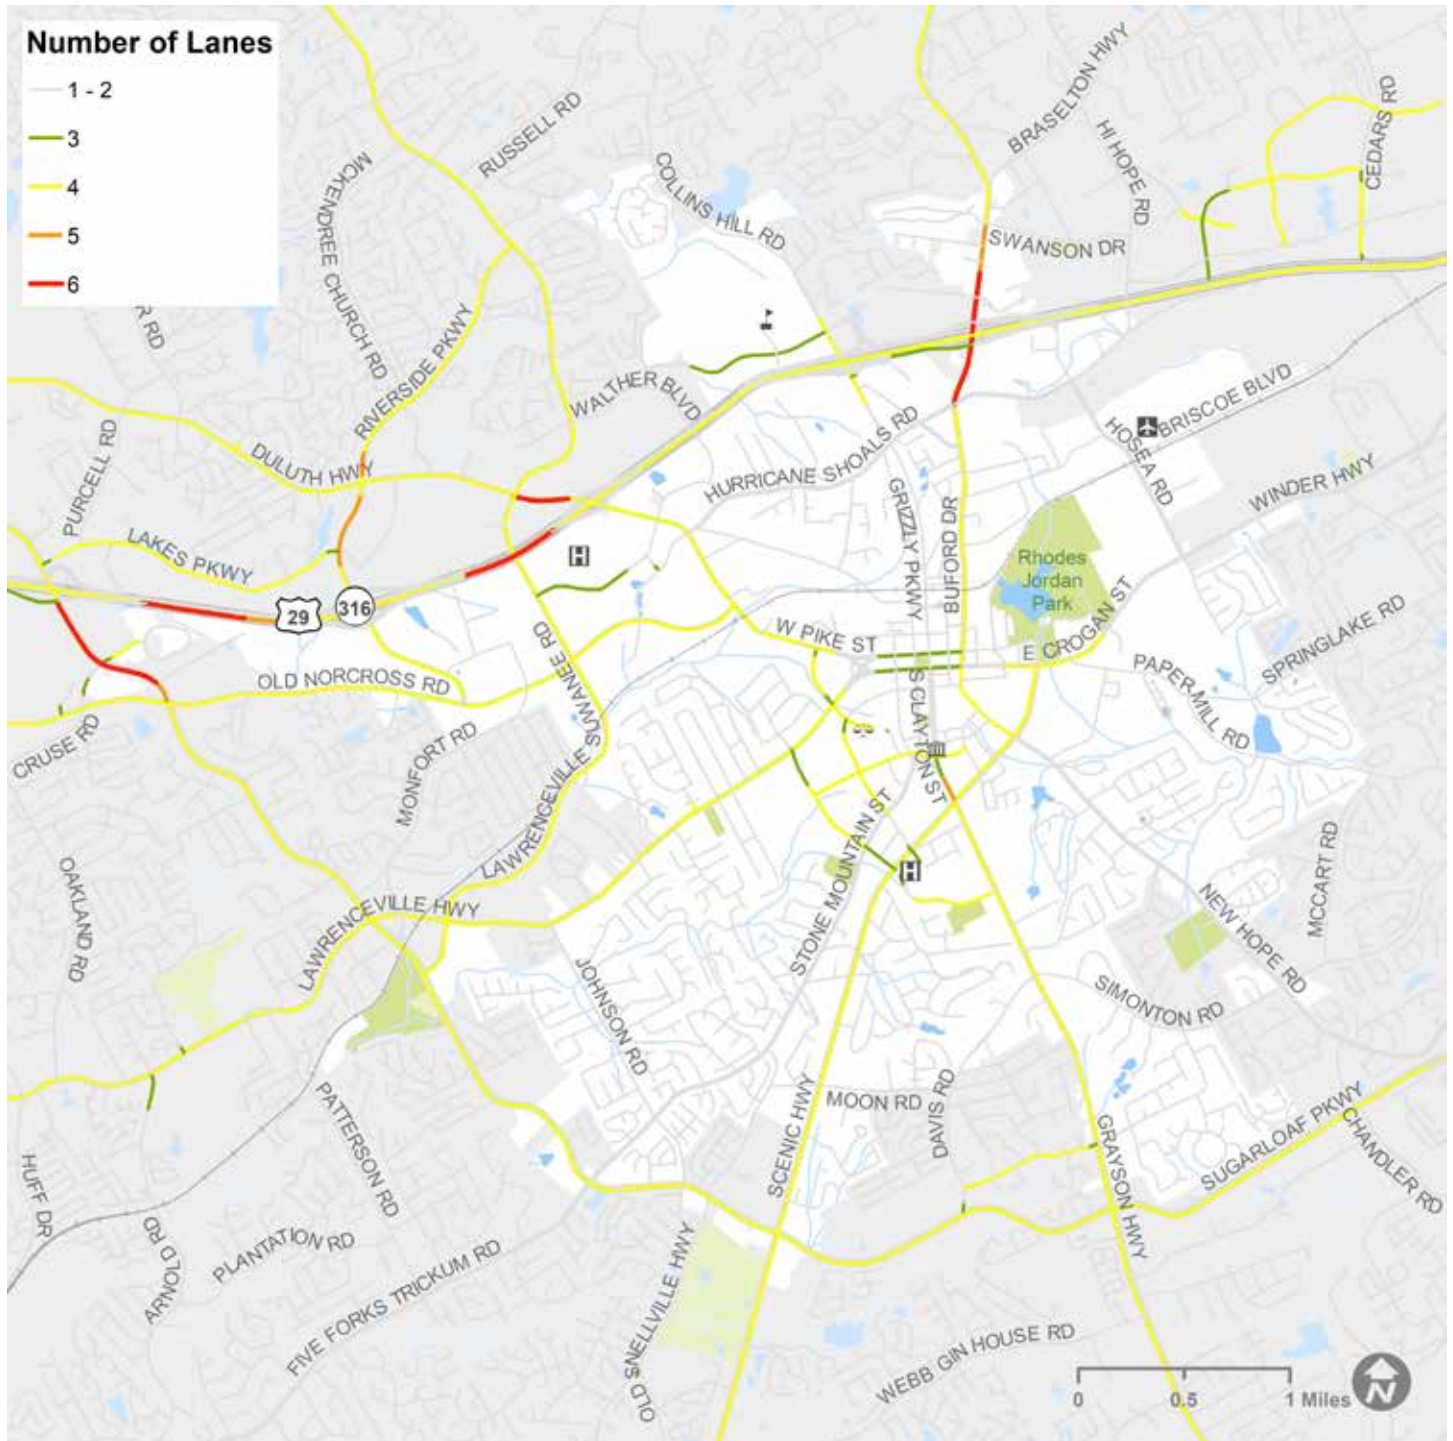 Number of Lanes
1 - 2
3
4
5
6
BRASELTON HWY
RUSSELL RD
HI HOPE RD
CEDARS RD
MCKENDREE CHURCH RD
COLLINS HILL RD
SWANSON DR
R RD
RIVERSIDE PKWY
WALTHER BLVD
BRISCOE BLVD
HOSEA RD
PURCELL RD
DULUTH HWY
HURRICANE SHOALS RD
GRIZZLY PKWY
BUFORD DR
WINDER HWY
LAKES PKWY
Rhodes
Jordan
Park
29
316
H
W PIKE ST
E CROGAN ST
SPRINGLAKE RD
PAPER MILL RD
OLD NORCROSS RD
LAWRENCEVILLE SUWANEE RD
S CLAYTON ST
CRUSE RD
MONFORT RD
STONE MOUNTAIN ST
H
OAKLAND RD
LAWRENCEVILLE HWY
MCCART RD
NEW HOPE RD
JOHNSON RD
SIMONTON RD
PATTERSON RD
SCENIC HWY
MOON RD
DAVIS RD
GRAYSON HWY
SUGARLOAF PKWY
CHANDLER RD
HUFF DR
ARNOLD RD
PLANTATION RD
FIVE FORKS TRICKUM RD
OLD SNELLVILLE HWY
WEBB GIN HOUSE RD
0 0.5 1 Miles
N